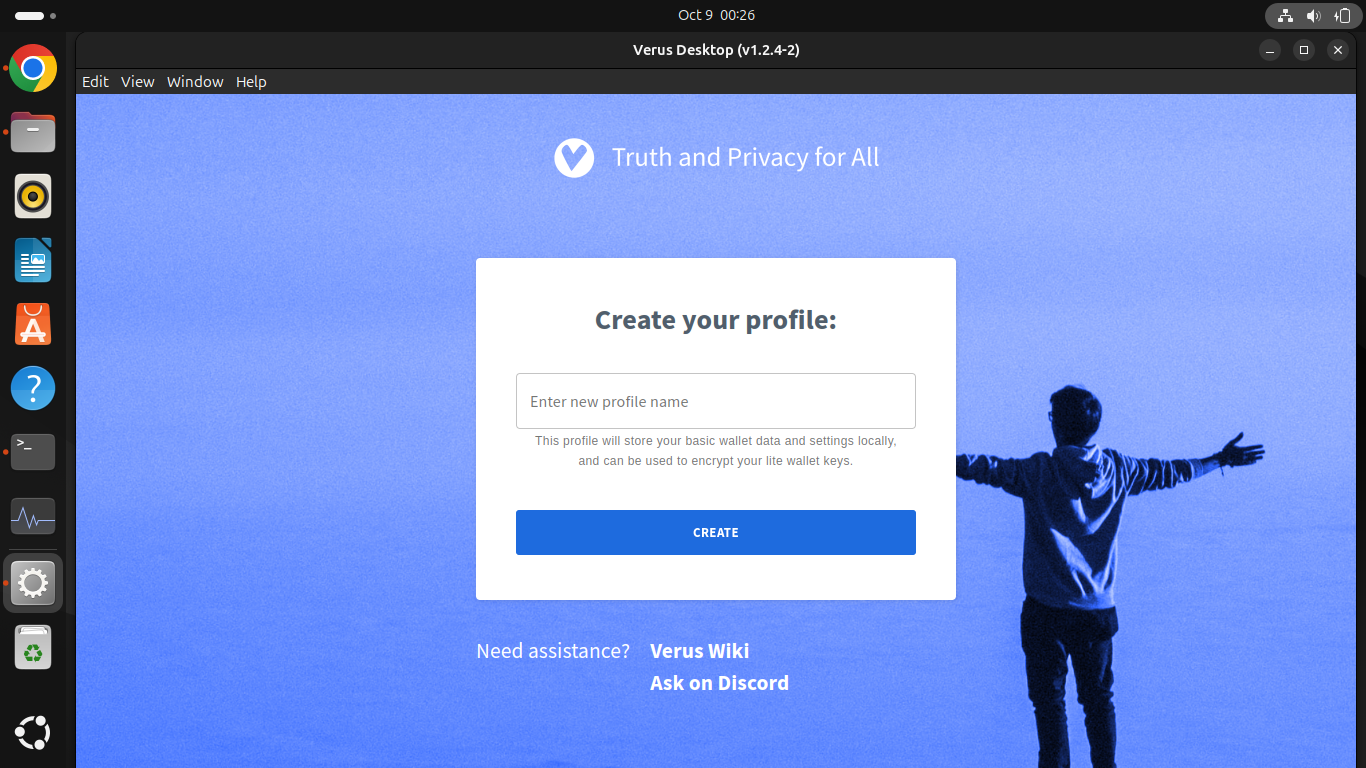 Oct 9 00:26
Verus Desktop (v1.2.4-2)
Edit View Window Help
Truth and Privacy for All
Create your profile:
Enter new profile name
This profile will store your basic wallet data and settings locally,
and can be used to encrypt your lite wallet keys.
CREATE
Need assistance? Verus Wiki
Ask on Discord